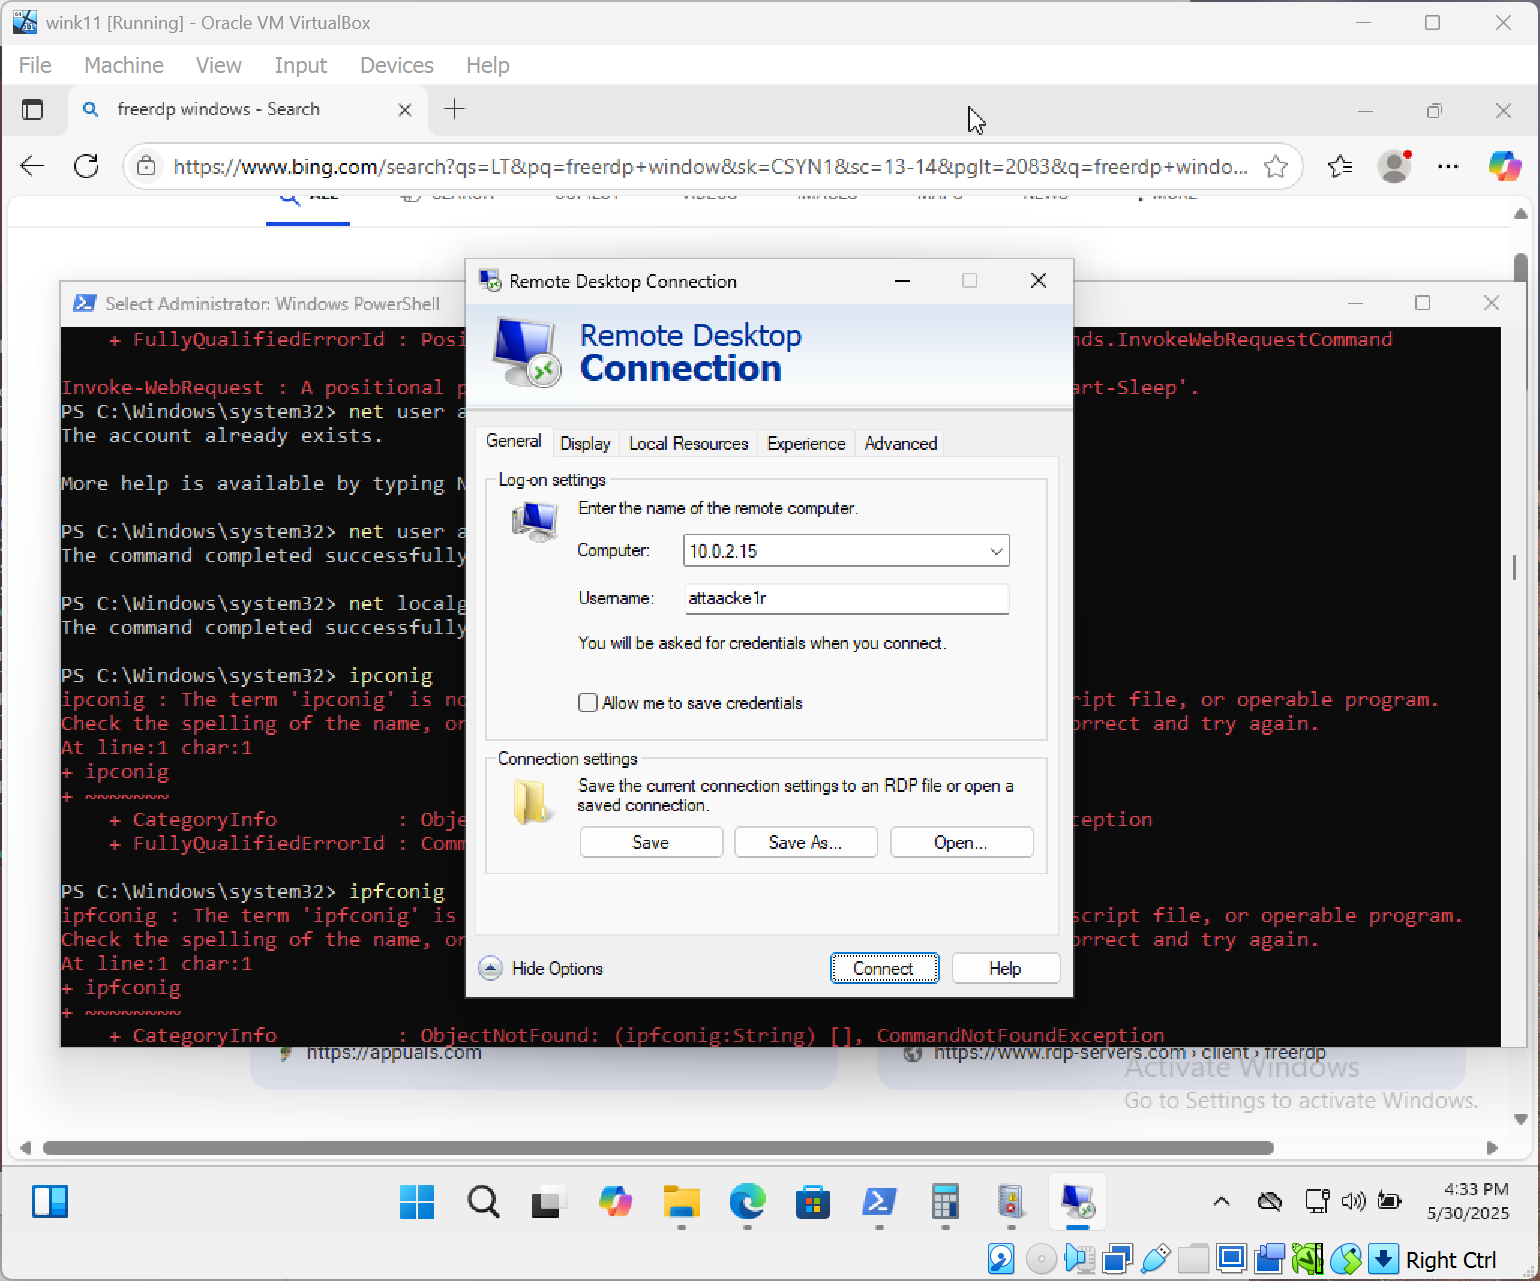 wink11 [Running] - Oracle VM VirtualBox
File Machine View Input Devices Help
freerdp windows - Search
https://www.bing.com/search?qs=LT&pq=freerdp+window&sk=CSYN1&sc=13-14&pglt=2083&q=freerdp+windo...
ALL SEARCH COPILOT VIDEOS IMAGES MAPS NEWS MORE
Select Administrator: Windows PowerShell
+ FullyQualifiedErrorId : Posi
nds.InvokeWebRequestCommand
Invoke-WebRequest : A positional p
art-Sleep'.
PS C:\Windows\system32> net user a
The account already exists.
More help is available by typing N
PS C:\Windows\system32> net user a
The command completed successfully
PS C:\Windows\system32> net localg
The command completed successfully
PS C:\Windows\system32> ipconig
ipconig : The term 'ipconig' is no
ript file, or operable program.
Check the spelling of the name, or
orrect and try again.
At line:1 char:1
+ ipconig
+ ~~~~~~~
+ CategoryInfo : Obje
eption
+ FullyQualifiedErrorId : Comm
PS C:\Windows\system32> ipfconig
ipfconig : The term 'ipfconig' is
script file, or operable program.
Check the spelling of the name, or
orrect and try again.
At line:1 char:1
+ ipfconig
+ ~~~~~~~~
+ CategoryInfo : ObjectNotFound: (ipfconig:String) [], CommandNotFoundException
Remote Desktop Connection
Remote Desktop
Connection
General Display Local Resources Experience Advanced
Log-on settings
Enter the name of the remote computer.
Computer: 10.0.2.15
Username: attaacke1r
You will be asked for credentials when you connect.
Allow me to save credentials
Connection settings
Save the current connection settings to an RDP file or open a
saved connection.
Save Save As... Open...
Hide Options Connect Help
https://appuals.com
https://www.rdp-servers.com › client › freerdp
Activate Windows
Go to Settings to activate Windows.
4:33 PM
5/30/2025
Right Ctrl